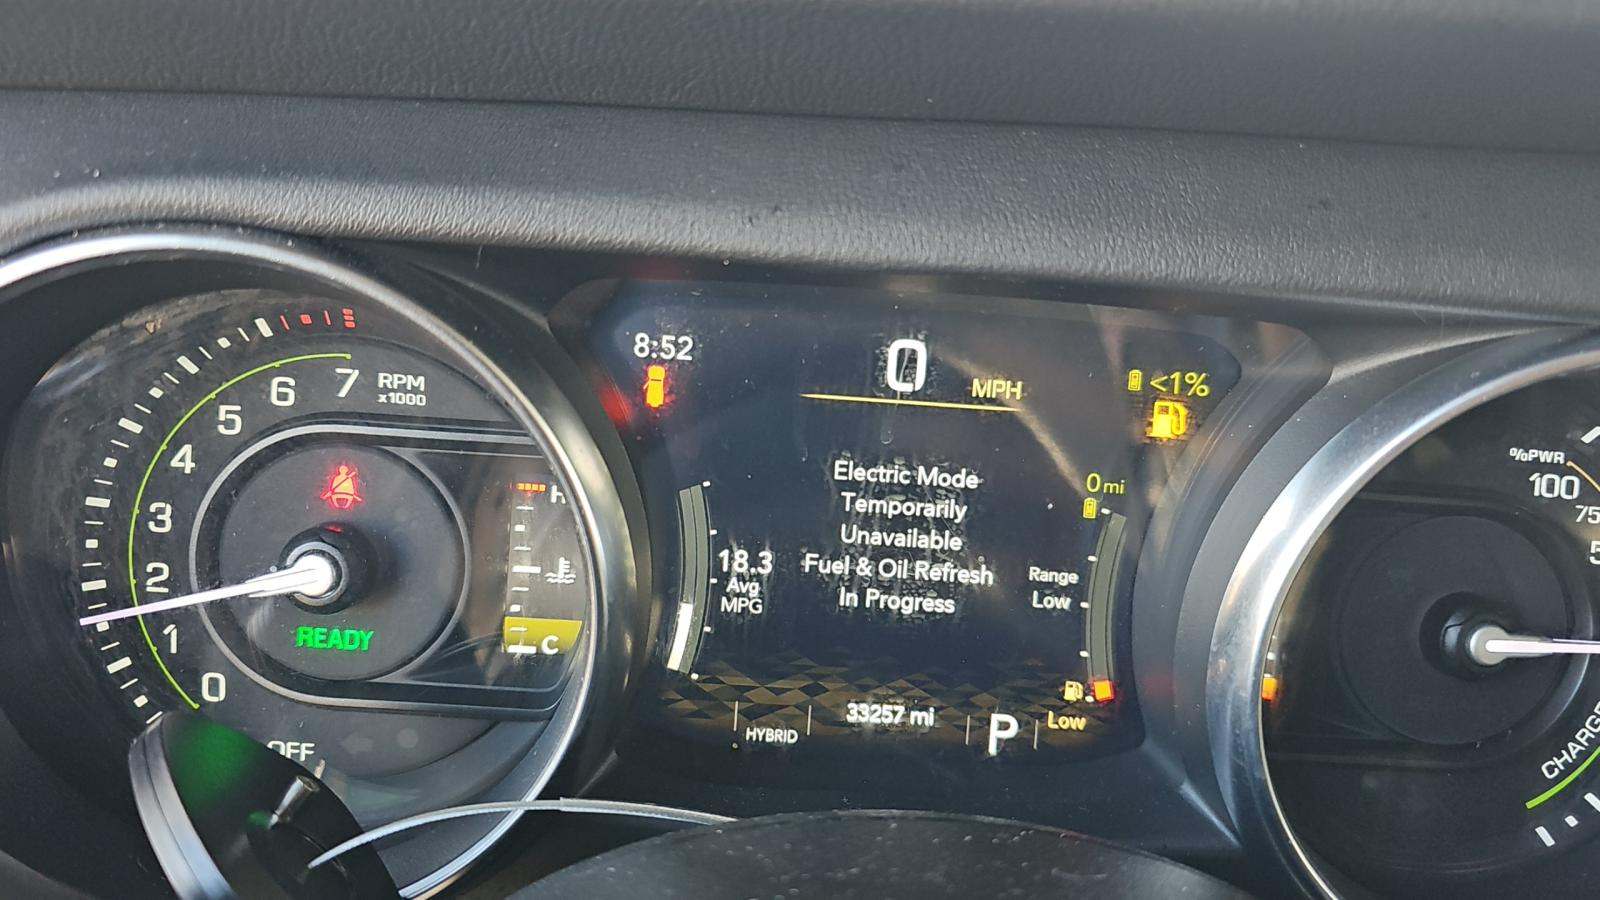 7
RPM
x1000
6
5
4
3
2
1
0
H
C
READY
OFF
8:52
0
MPH
<1%
Electric Mode
Temporarily
Unavailable
Fuel & Oil Refresh
In Progress
18.3
Avg
MPG
0 mi
Range
Low
Low
HYBRID
33257 mi
P
%PWR
100
75
CHARGE